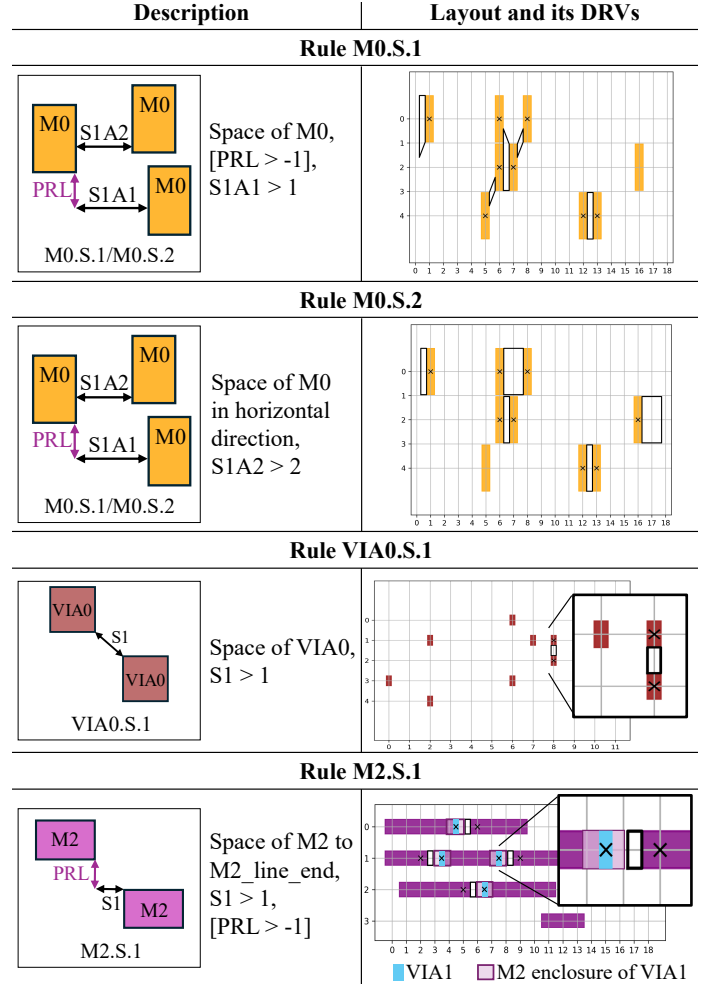 Description Layout and its DRVs
Rule M0.S.1
M0 M0
S1A2
PRL M0
S1A1
M0.S.1/M0.S.2
Space of M0,
[PRL > -1],
S1A1 > 1
0
1
2
3
4
0 1 2 3 4 5 6 7 8 9 10 11 12 13 14 15 16 17 18
Rule M0.S.2
M0 M0
S1A2
PRL M0
S1A1
M0.S.1/M0.S.2
Space of M0
in horizontal
direction,
S1A2 > 2
0
1
2
3
4
0 1 2 3 4 5 6 7 8 9 10 11 12 13 14 15 16 17 18
Rule VIA0.S.1
VIA0
S1
VIA0
VIA0.S.1
Space of VIA0,
S1 > 1
0
1
2
3
4
0 1 2 3 4 5 6 7 8 9 10 11
Rule M2.S.1
M2
PRL
S1 M2
M2.S.1
Space of M2 to
M2_line_end,
S1 > 1,
[PRL > -1]
0
1
2
3
0 1 2 3 4 5 6 7 8 9 10 11 12 13 14 15 16 17 18
VIA1 M2 enclosure of VIA1